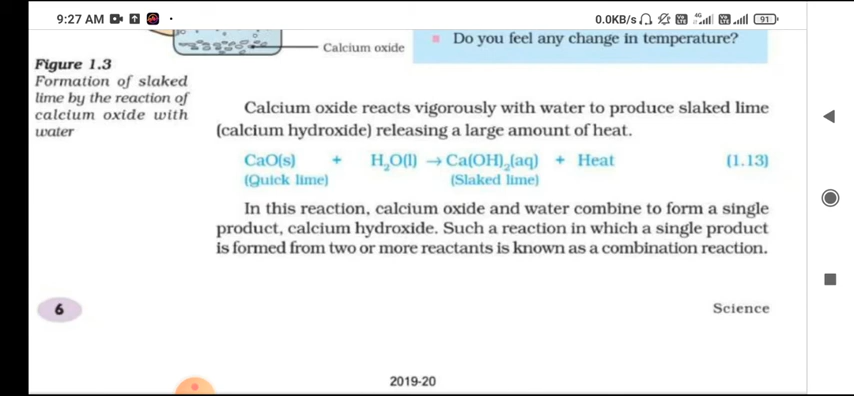 9:27 AM
0.0KB/s
4G
91
Calcium oxide
▪ Do you feel any change in temperature?
Figure 1.3
Formation of slaked
lime by the reaction of
calcium oxide with
water
Calcium oxide reacts vigorously with water to produce slaked lime
(calcium hydroxide) releasing a large amount of heat.
CaO(s) + H₂O(l) → Ca(OH)₂(aq) + Heat (1.13)
(Quick lime) (Slaked lime)
In this reaction, calcium oxide and water combine to form a single
product, calcium hydroxide. Such a reaction in which a single product
is formed from two or more reactants is known as a combination reaction.
6
Science
2019-20